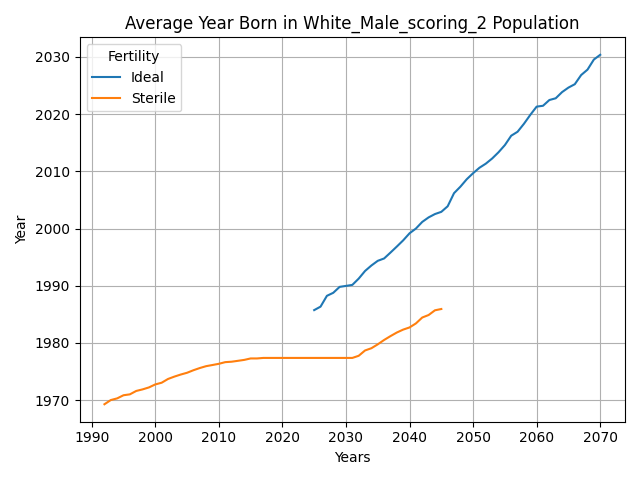 Average Year Born in White_Male_scoring_2 Population
Fertility
Ideal
Sterile
Year
2030
2020
2010
2000
1990
1980
1970
1990 2000 2010 2020 2030 2040 2050 2060 2070
Years